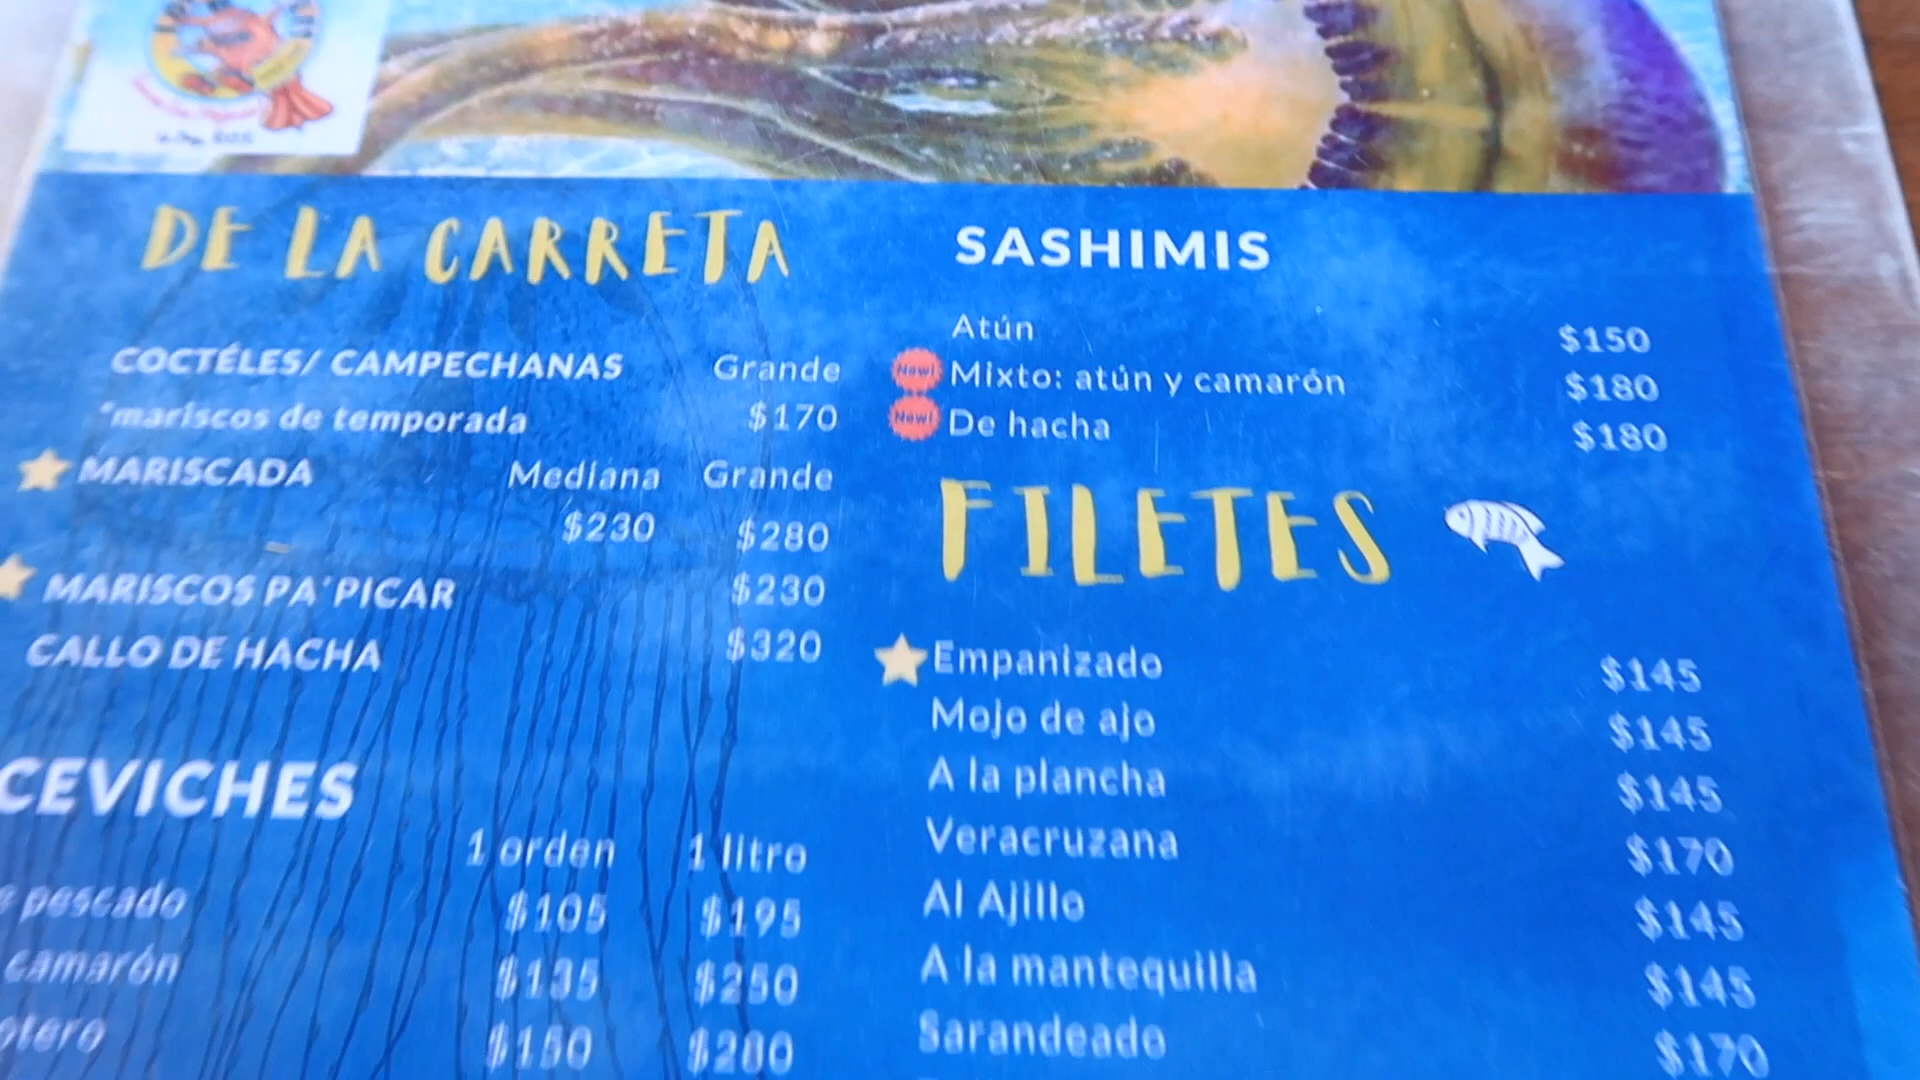 DE LA CARRETA
COCTÉLES/ CAMPECHANAS Grande
*mariscos de temporada $170
MARISCADA Mediana Grande
$230 $280
MARISCOS PA'PICAR $230
CALLO DE HACHA $320
CEVICHES
1 orden 1 litro
pescado $105 $195
camarón $135 $250
$150 $280
SASHIMIS
Atún $150
New! Mixto: atún y camarón $180
New! De hacha $180
FILETES
Empanizado $145
Mojo de ajo $145
A la plancha $145
Veracruzana $170
Al Ajillo $145
A la mantequilla $145
Sarandeado $170